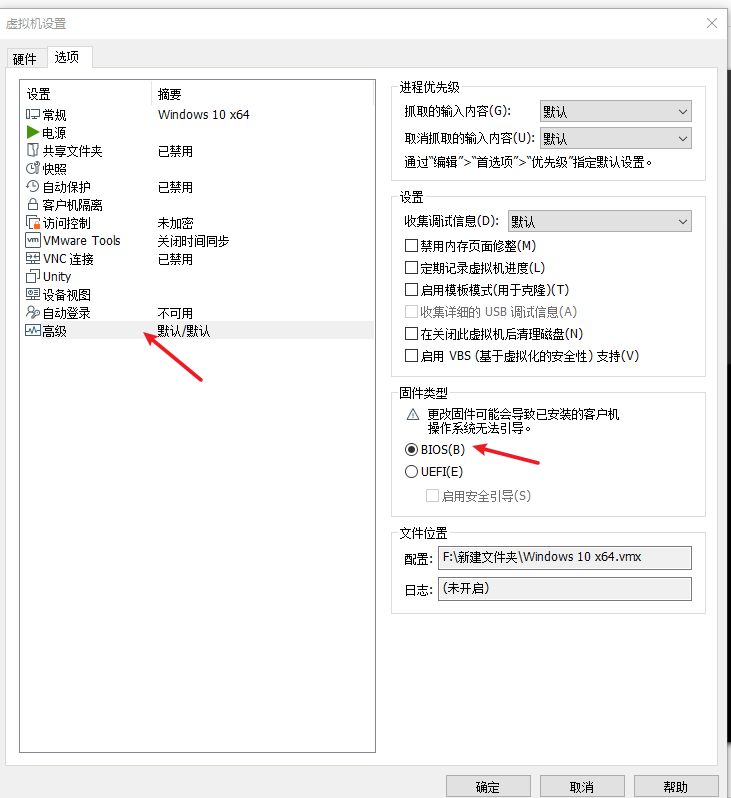 虚拟机设置
硬件 选项
设置 摘要
常规 Windows 10 x64
电源
共享文件夹 已禁用
快照
自动保护 已禁用
客户机隔离
访问控制 未加密
VMware Tools 关闭时间同步
VNC 连接 已禁用
Unity
设备视图
自动登录 不可用
高级 默认/默认
进程优先级
抓取的输入内容(G): 默认
取消抓取的输入内容(U): 默认
通过“编辑”>“首选项”>“优先级”指定默认设置。
设置
收集调试信息(D): 默认
禁用内存页面修整(M)
定期记录虚拟机进度(L)
启用模板模式(用于克隆)(T)
收集详细的 USB 调试信息(A)
在关闭此虚拟机后清理磁盘(N)
启用 VBS (基于虚拟化的安全性) 支持(V)
固件类型
更改固件可能会导致已安装的客户机
操作系统无法引导。
BIOS(B)
UEFI(E)
启用安全引导(S)
文件位置
配置: F:\新建文件夹\Windows 10 x64.vmx
日志: (未开启)
确定 取消 帮助